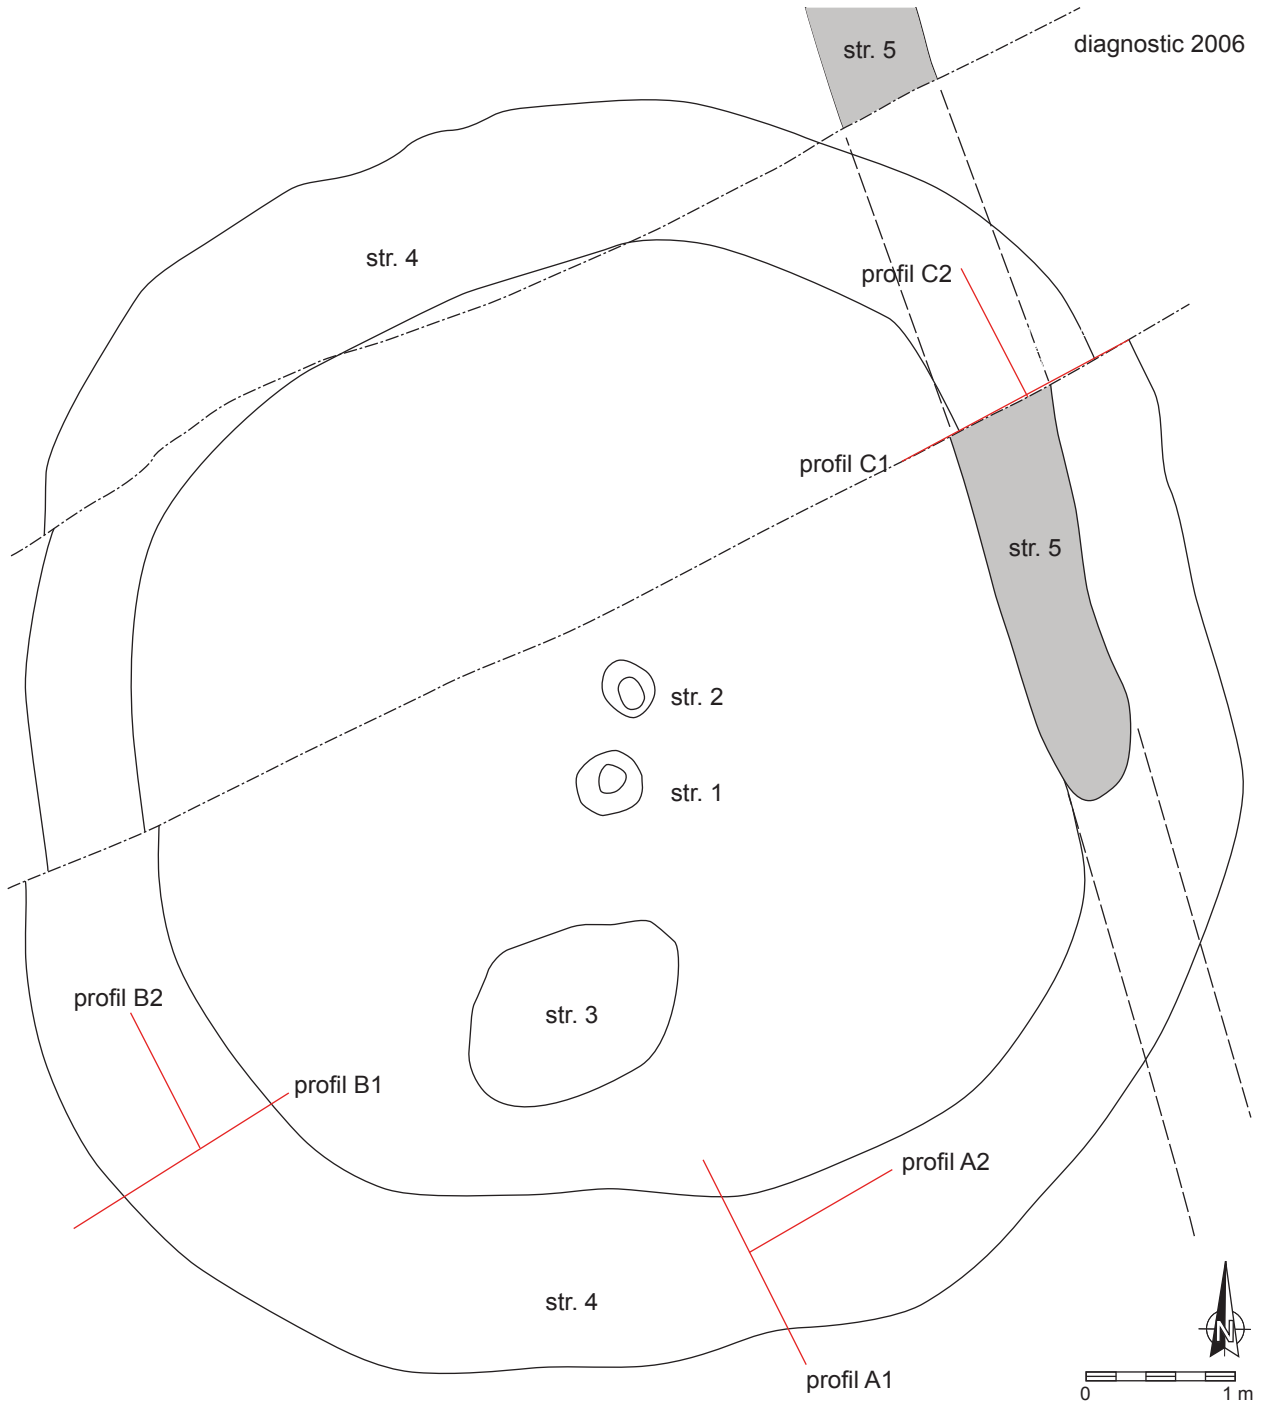 str. 5
diagnostic 2006
str. 4
profil C2
profil C1
str. 5
str. 2
str. 1
profil B2
str. 3
profil B1
profil A2
str. 4
N
profil A1
0 1 m